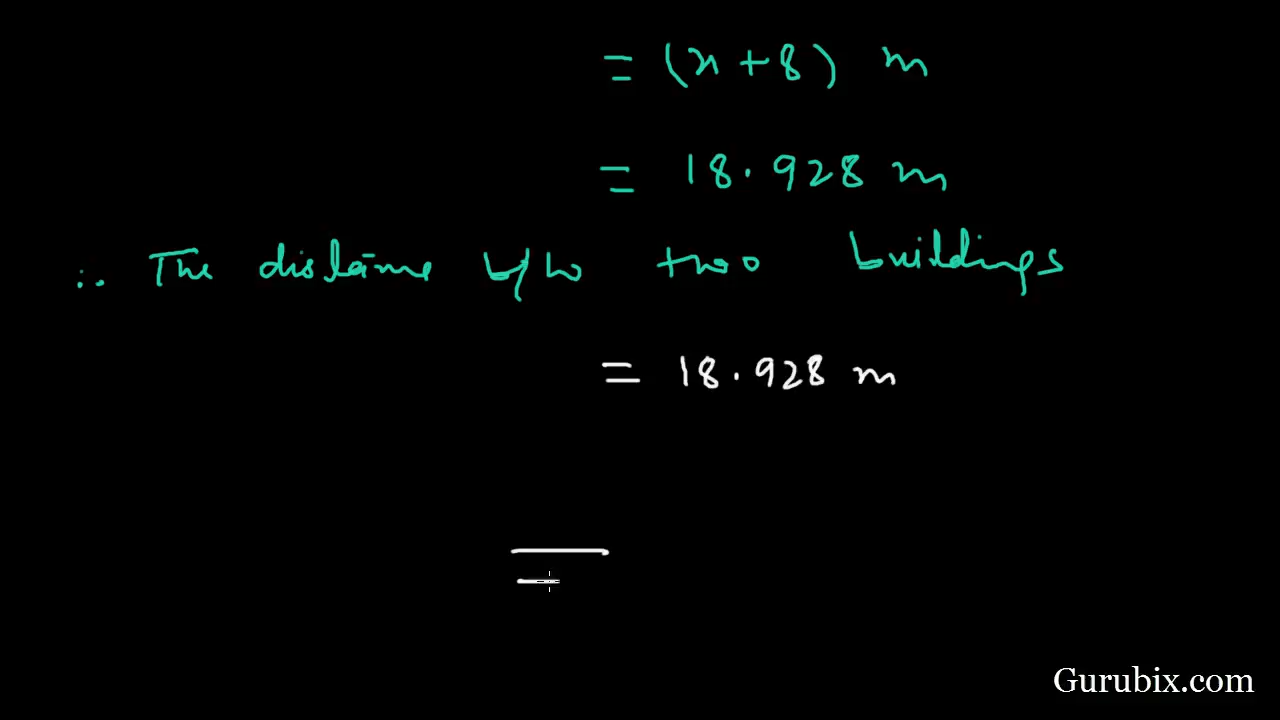 = (x + 8) m
= 18.928 m
∴ The distance b/w two buildings
= 18.928 m
Gurubix.com